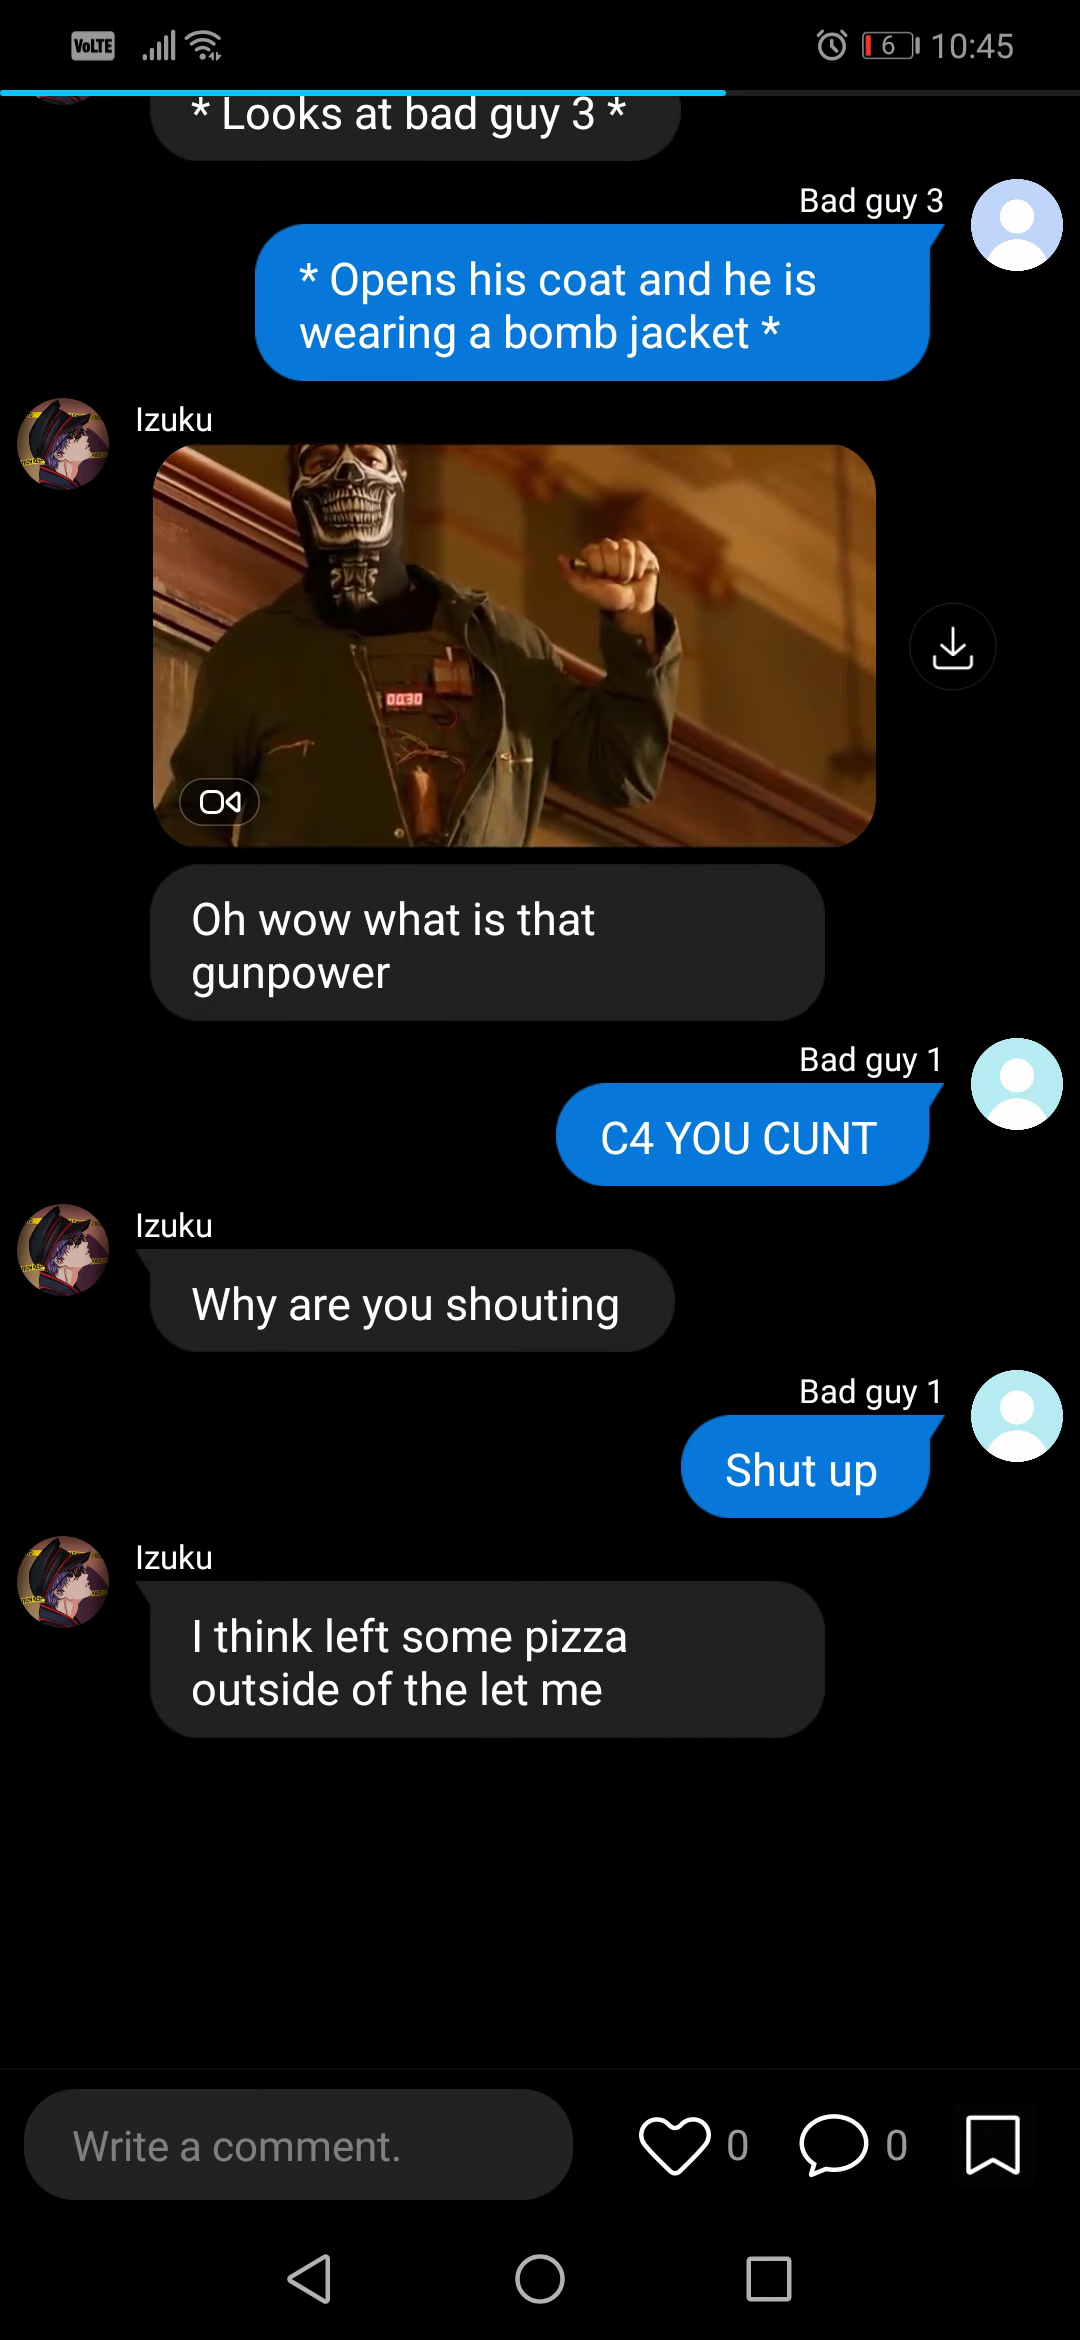 VoLTE
6
10:45
* Looks at bad guy 3 *
Bad guy 3
* Opens his coat and he is
wearing a bomb jacket *
Izuku
00:30
Oh wow what is that
gunpower
Bad guy 1
C4 YOU CUNT
Izuku
Why are you shouting
Bad guy 1
Shut up
Izuku
I think left some pizza
outside of the let me
Write a comment.
0
0